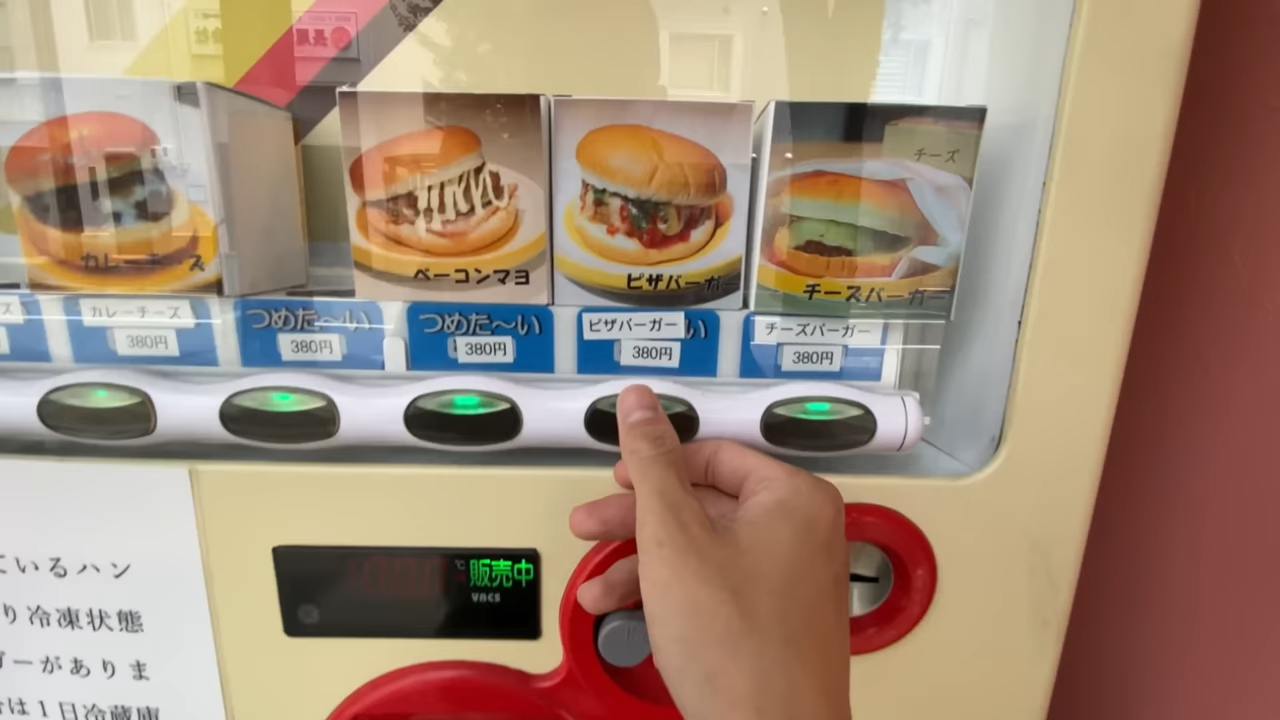 チーズ
カレーチーズ
ベーコンマヨ
ピザバーガー
チーズバーガー
ズ
カレーチーズ
380円
つめた〜い
380円
つめた〜い
380円
ピザバーガー
い
380円
チーズバーガー
380円
℃
販売中
VACS
ているハン
り冷凍状態
ガーがありま
は1日冷蔵庫